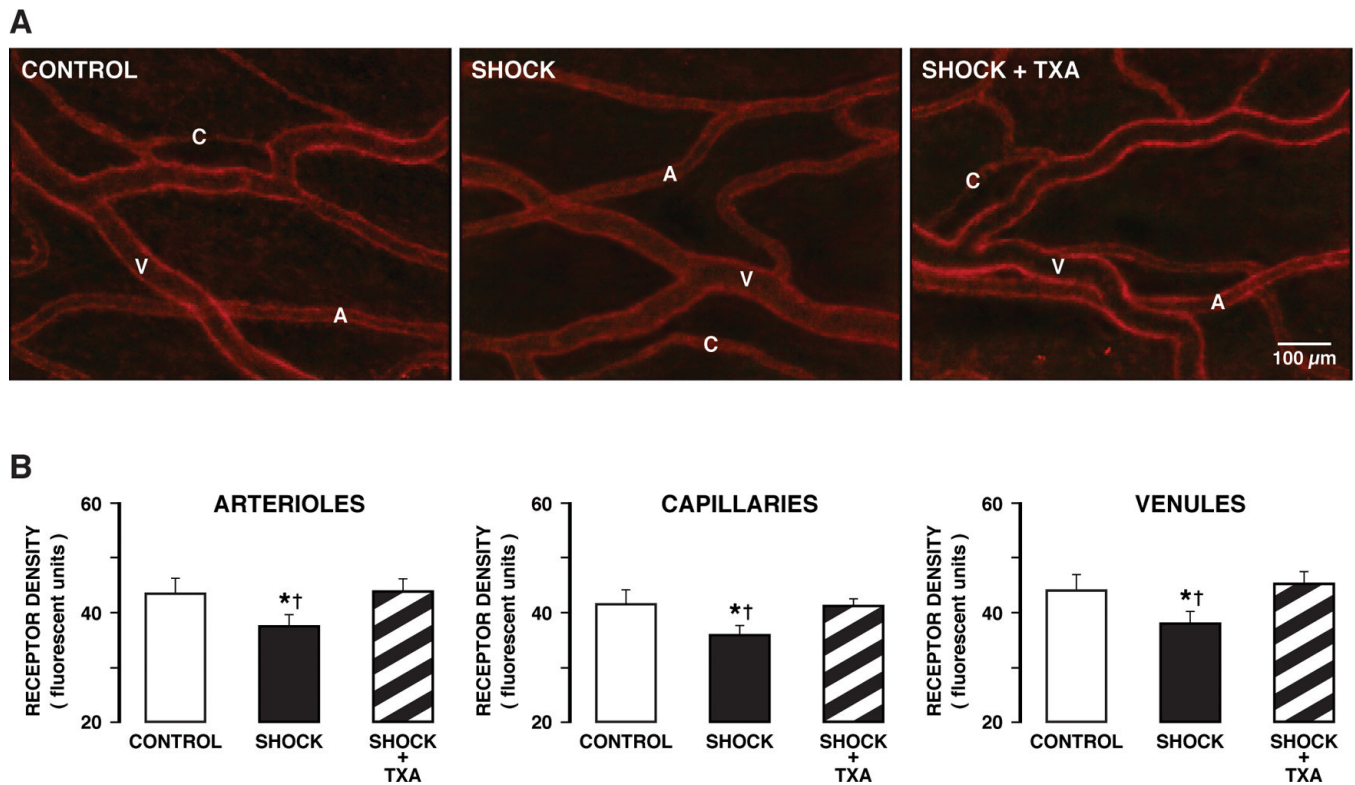 A
CONTROL
C
V
A
SHOCK
A
V
C
SHOCK + TXA
C
V
A
100 µm
B
ARTERIOLES
RECEPTOR DENSITY
( fluorescent units )
60
40
20
*†
CONTROL
SHOCK
SHOCK
+
TXA
CAPILLARIES
RECEPTOR DENSITY
( fluorescent units )
60
40
20
*†
CONTROL
SHOCK
SHOCK
+
TXA
VENULES
RECEPTOR DENSITY
( fluorescent units )
60
40
20
*†
CONTROL
SHOCK
SHOCK
+
TXA